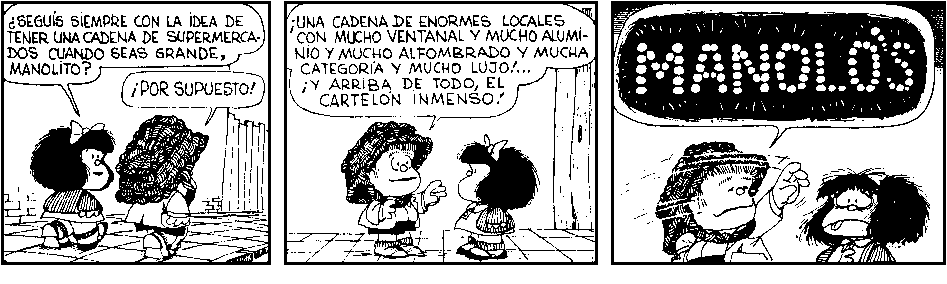 ¿SEGUÍS SIEMPRE CON LA IDEA DE
TENER UNA CADENA DE SUPERMERCA-
DOS CUANDO SEAS GRANDE,
MANOLITO?
¡POR SUPUESTO!
¡UNA CADENA DE ENORMES LOCALES
CON MUCHO VENTANAL Y MUCHO ALUMI-
NIO Y MUCHO ALFOMBRADO Y MUCHA
CATEGORÍA Y MUCHO LUJO!...
¡Y ARRIBA DE TODO, EL
CARTELÓN INMENSO!
MANOLO'S